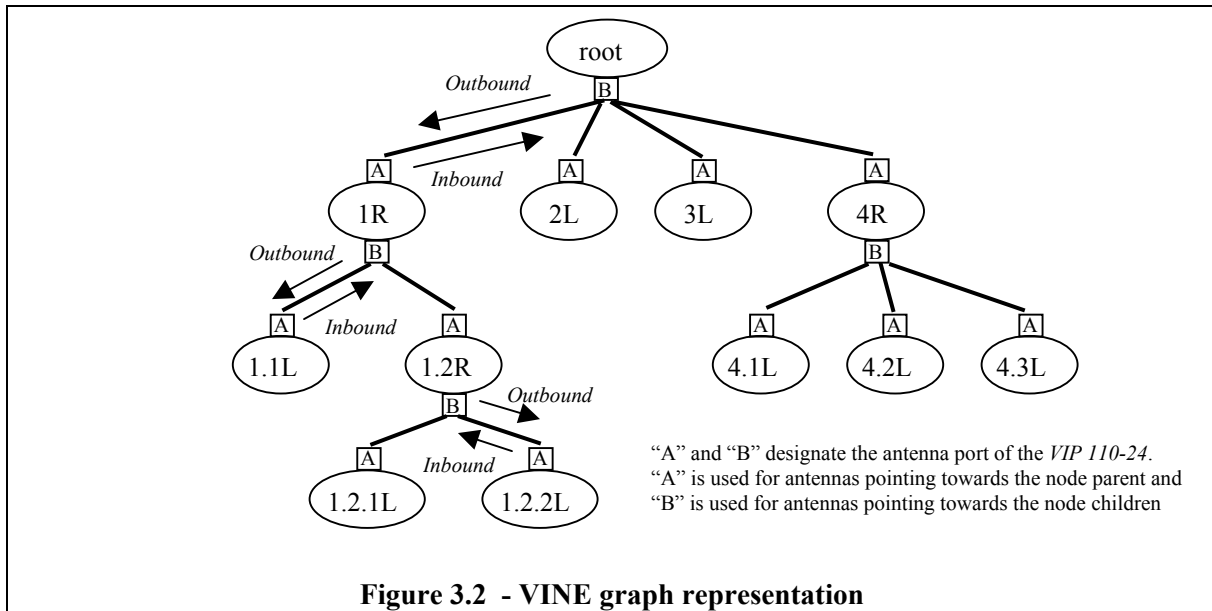 root
B
Outbound
Inbound
A A A A
1R 2L 3L 4R
B B
Outbound
Inbound
A A A A A
1.1L 1.2R 4.1L 4.2L 4.3L
B
Outbound
Inbound
A A
1.2.1L 1.2.2L
“A” and “B” designate the antenna port of the VIP 110-24.
“A” is used for antennas pointing towards the node parent and
“B” is used for antennas pointing towards the node children
Figure 3.2 - VINE graph representation